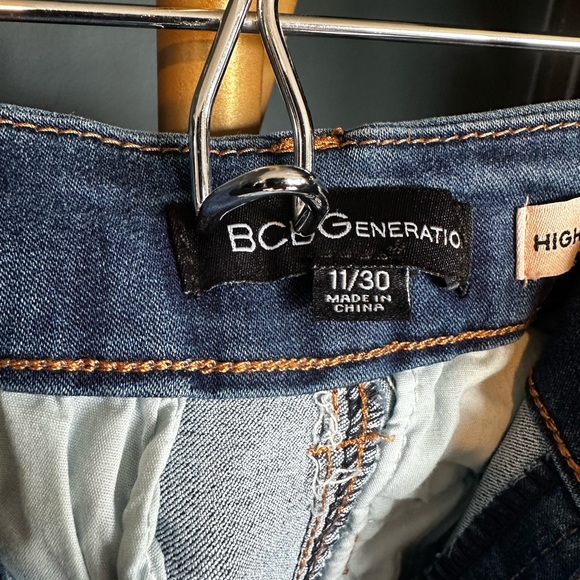 BCBGENERATIO
11/30
MADE IN
CHINA
HIGH